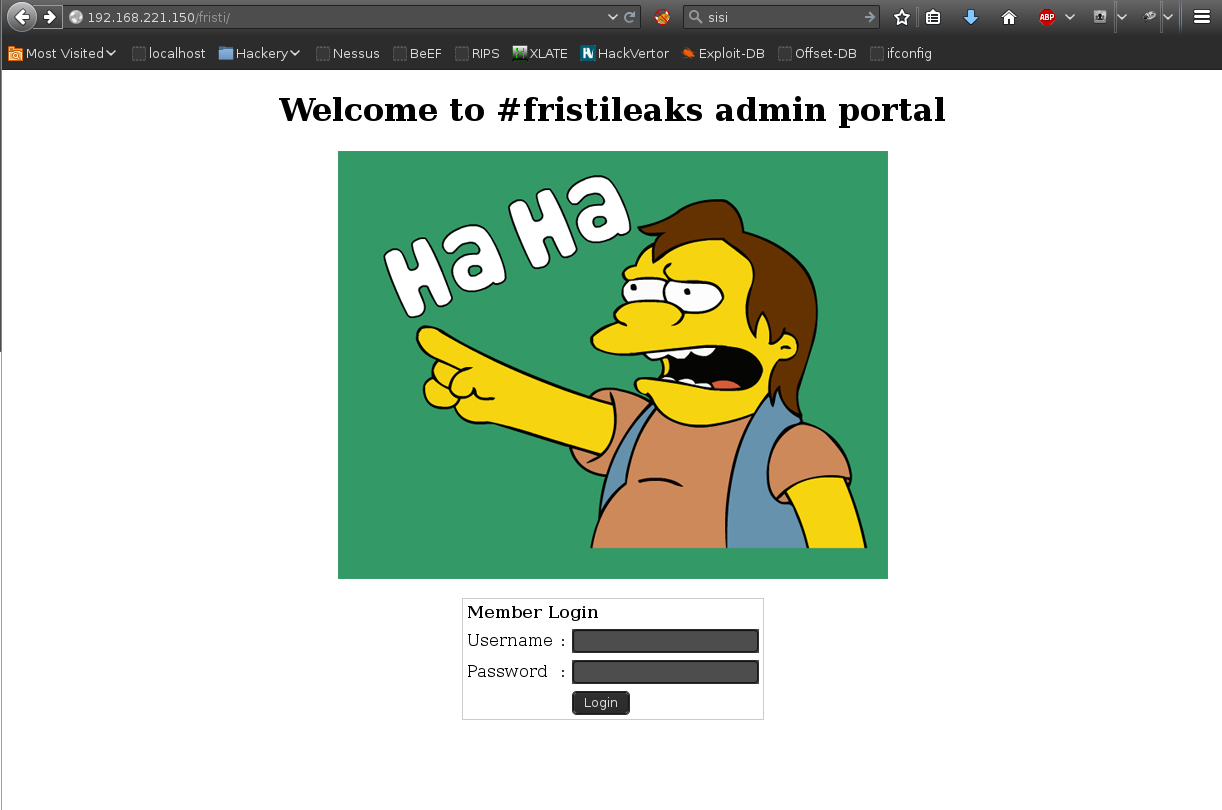 192.168.221.150/fristi/
sisi
ABP
Most Visited localhost Hackery Nessus BeEF RIPS XLATE HackVertor Exploit-DB Offset-DB ifconfig
Welcome to #fristileaks admin portal
Ha Ha
Member Login
Username :
Password :
Login